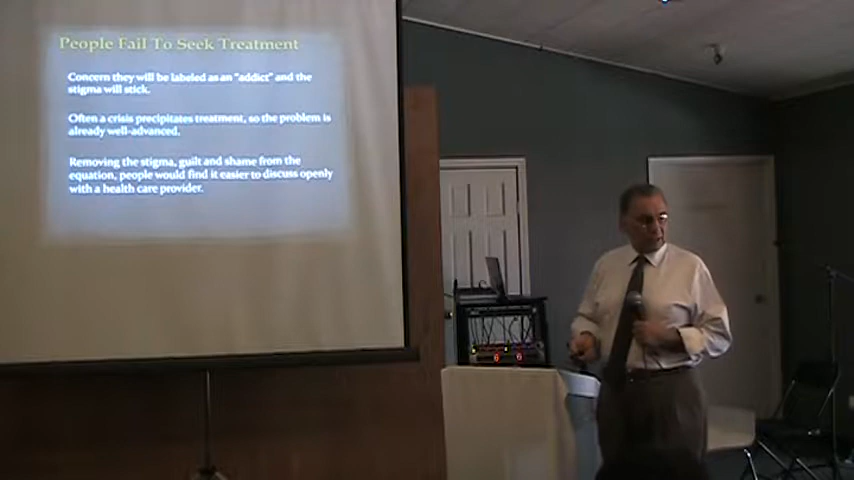 People Fail To Seek Treatment
Concern they will be labeled as an "addict" and the
stigma will stick.
Often a crisis precipitates treatment, so the problem is
already well-advanced.
Removing the stigma, guilt and shame from the
equation, people would find it easier to discuss openly
with a health care provider.